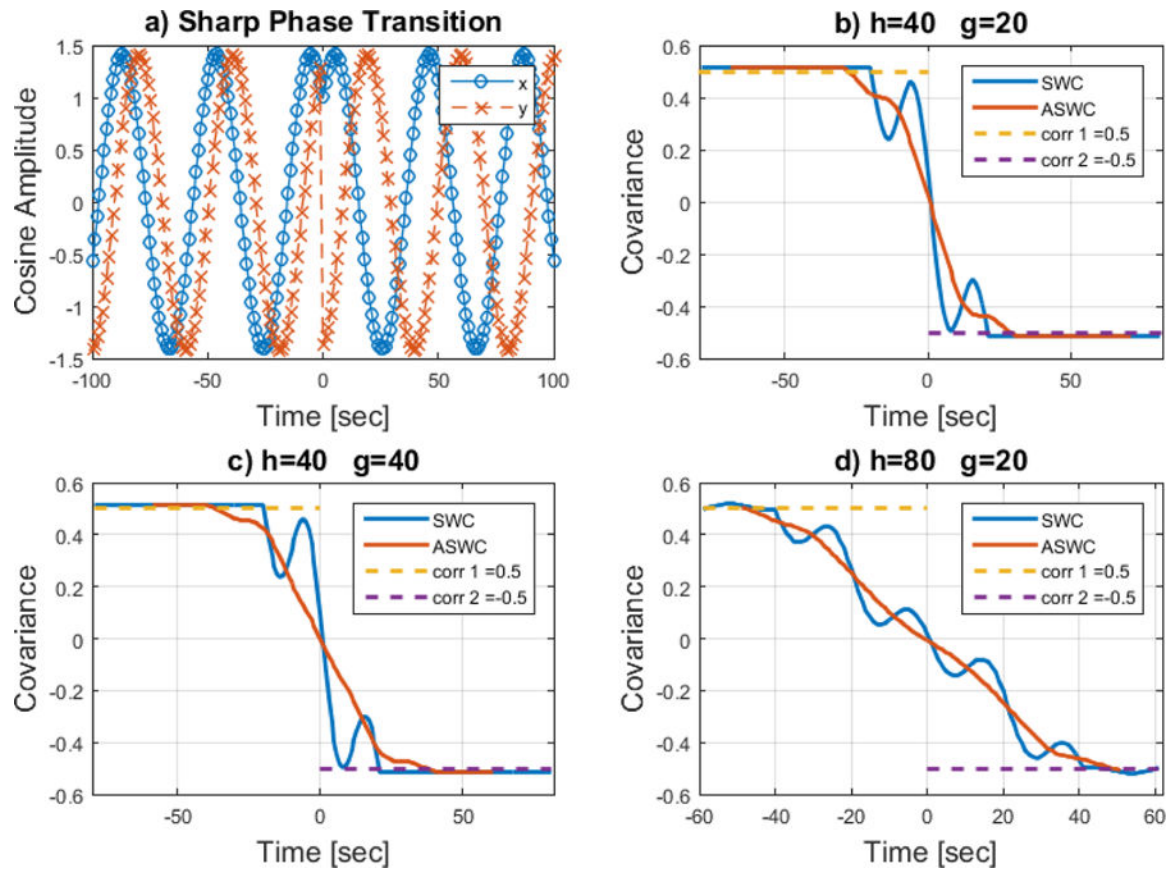 a) Sharp Phase Transition
1.5
1
0.5
0
-0.5
-1
-1.5
Cosine Amplitude
x
y
-100 -50 0 50 100
Time [sec]
b) h=40 g=20
0.6
0.4
0.2
0
-0.2
-0.4
-0.6
Covariance
SWC
ASWC
corr 1 =0.5
corr 2 =-0.5
-50 0 50
Time [sec]
c) h=40 g=40
0.6
0.4
0.2
0
-0.2
-0.4
-0.6
Covariance
SWC
ASWC
corr 1 =0.5
corr 2 =-0.5
-50 0 50
Time [sec]
d) h=80 g=20
0.6
0.4
0.2
0
-0.2
-0.4
-0.6
Covariance
SWC
ASWC
corr 1 =0.5
corr 2 =-0.5
-60 -40 -20 0 20 40 60
Time [sec]